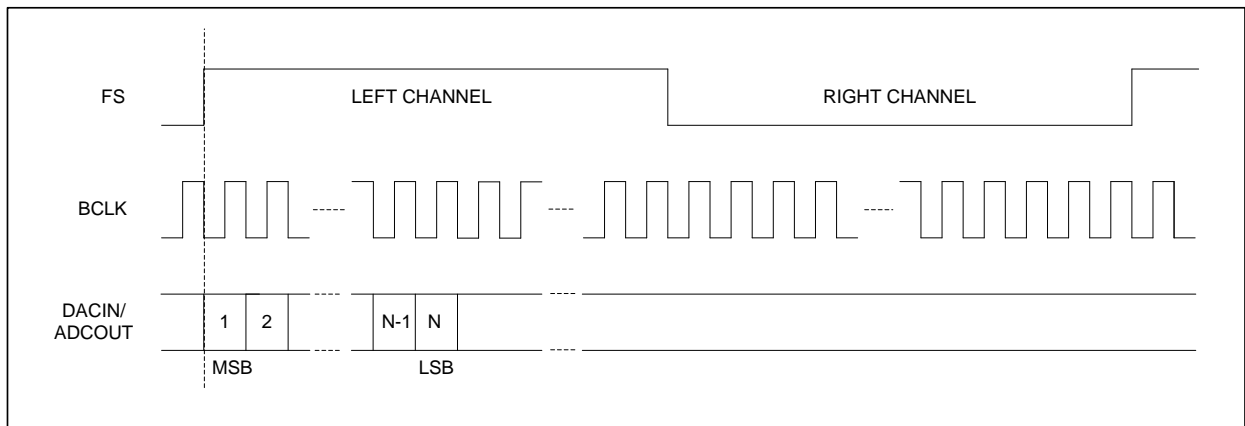 FS
LEFT CHANNEL
RIGHT CHANNEL
BCLK
DACIN/
ADCOUT
1
2
N-1
N
MSB
LSB